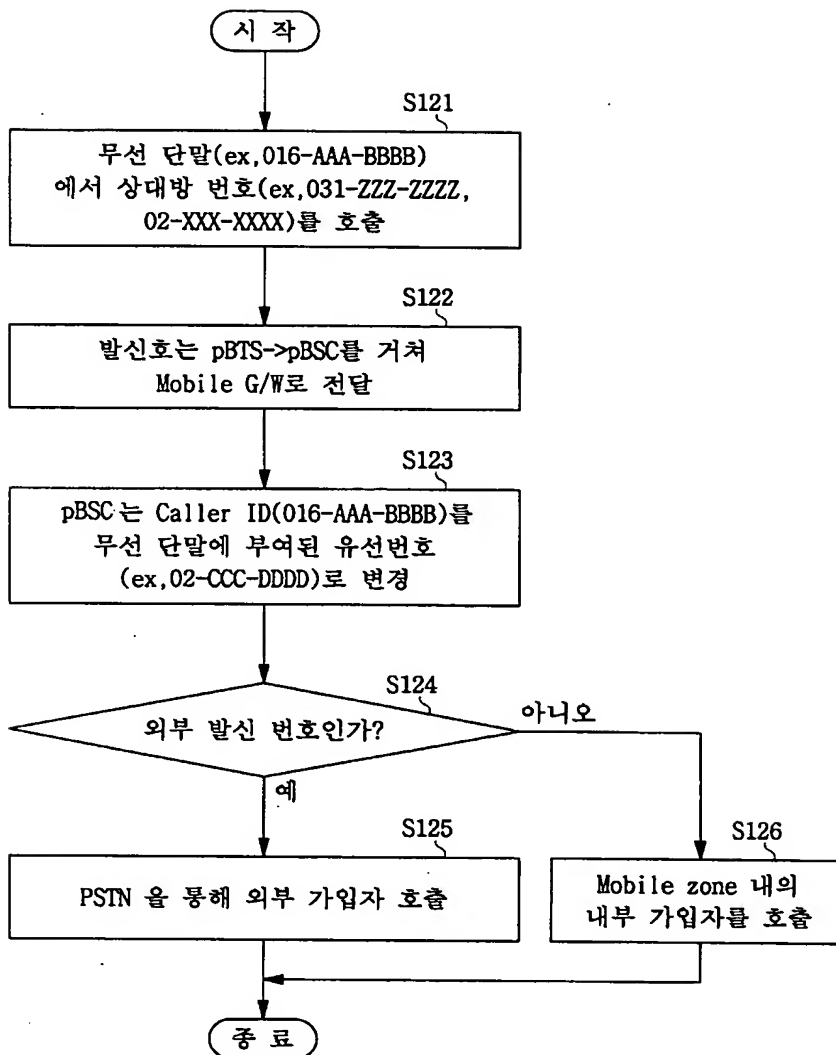 시 작
S121
무선 단말(ex,016-AAA-BBBB)
에서 상대방 번호(ex,031-ZZZ-ZZZZ,
02-XXX-XXXX)를 호출
S122
발신호는 pBTS->pBSC를 거쳐
Mobile G/W로 전달
S123
pBSC는 Caller ID(016-AAA-BBBB)를
무선 단말에 부여된 유선번호
(ex,02-CCC-DDDD)로 변경
S124
외부 발신 번호인가?
아니오
예
S125
PSTN 을 통해 외부 가입자 호출
S126
Mobile zone 내의
내부 가입자를 호출
종 료